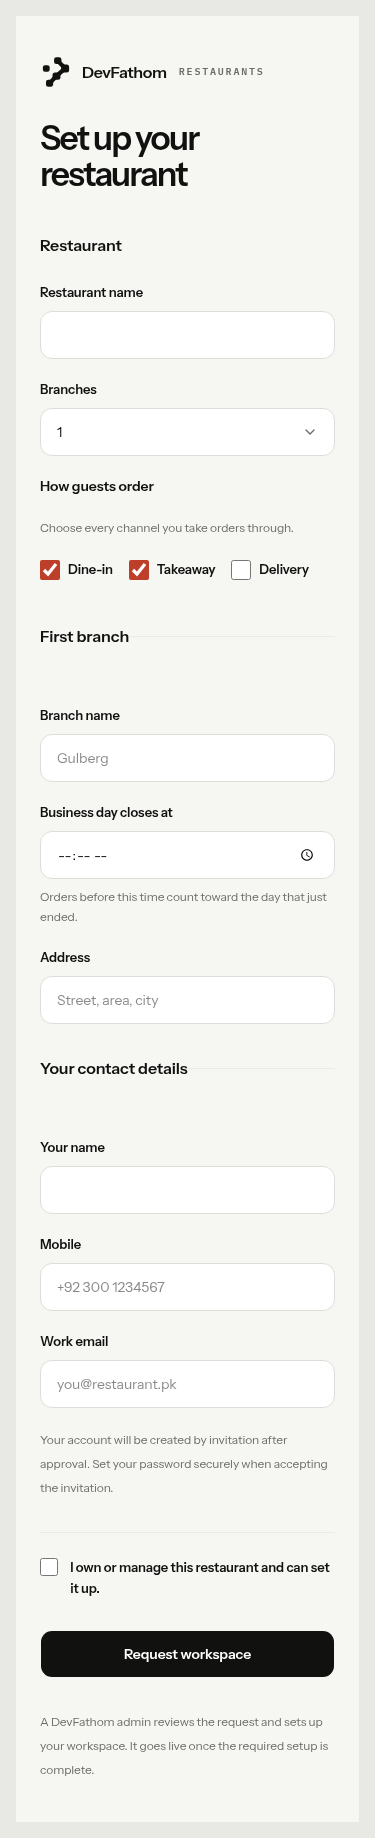 DevFathom RESTAURANTS
Set up your
restaurant
Restaurant
Restaurant name
Branches
1
How guests order
Choose every channel you take orders through.
Dine-in Takeaway Delivery
First branch
Branch name
Gulberg
Business day closes at
--:-- --
Orders before this time count toward the day that just
ended.
Address
Street, area, city
Your contact details
Your name
Mobile
+92 300 1234567
Work email
you@restaurant.pk
Your account will be created by invitation after
approval. Set your password securely when accepting
the invitation.
I own or manage this restaurant and can set
it up.
Request workspace
A DevFathom admin reviews the request and sets up
your workspace. It goes live once the required setup is
complete.